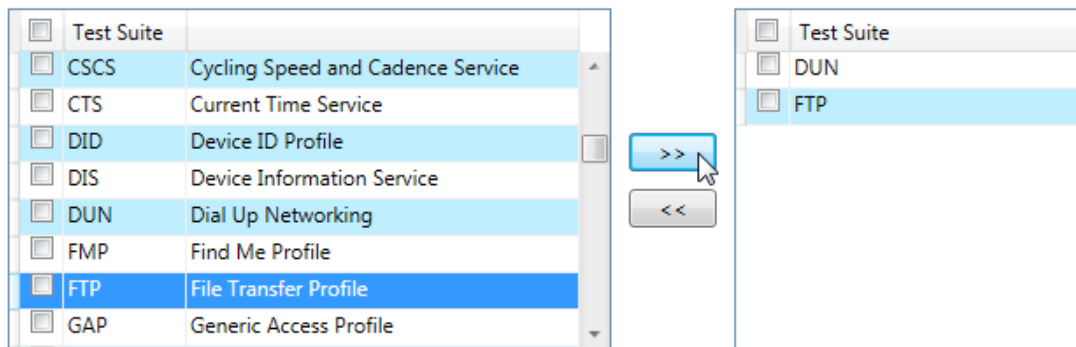 Test Suite
CSCS Cycling Speed and Cadence Service
CTS Current Time Service
DID Device ID Profile
DIS Device Information Service
DUN Dial Up Networking
FMP Find Me Profile
FTP File Transfer Profile
GAP Generic Access Profile
>>
<<
Test Suite
DUN
FTP